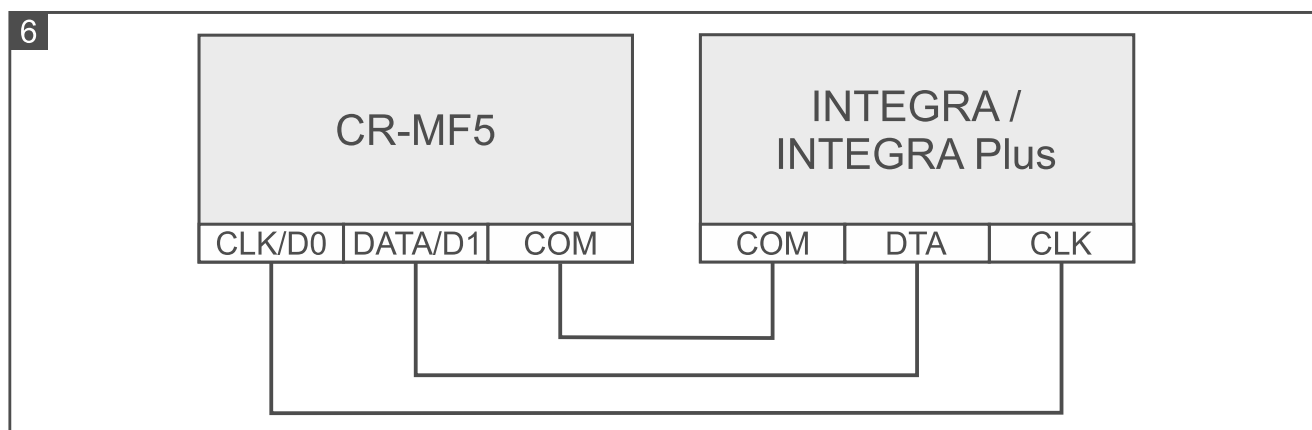 6
CR-MF5
INTEGRA /
INTEGRA Plus
CLK/D0 DATA/D1 COM
COM DTA CLK